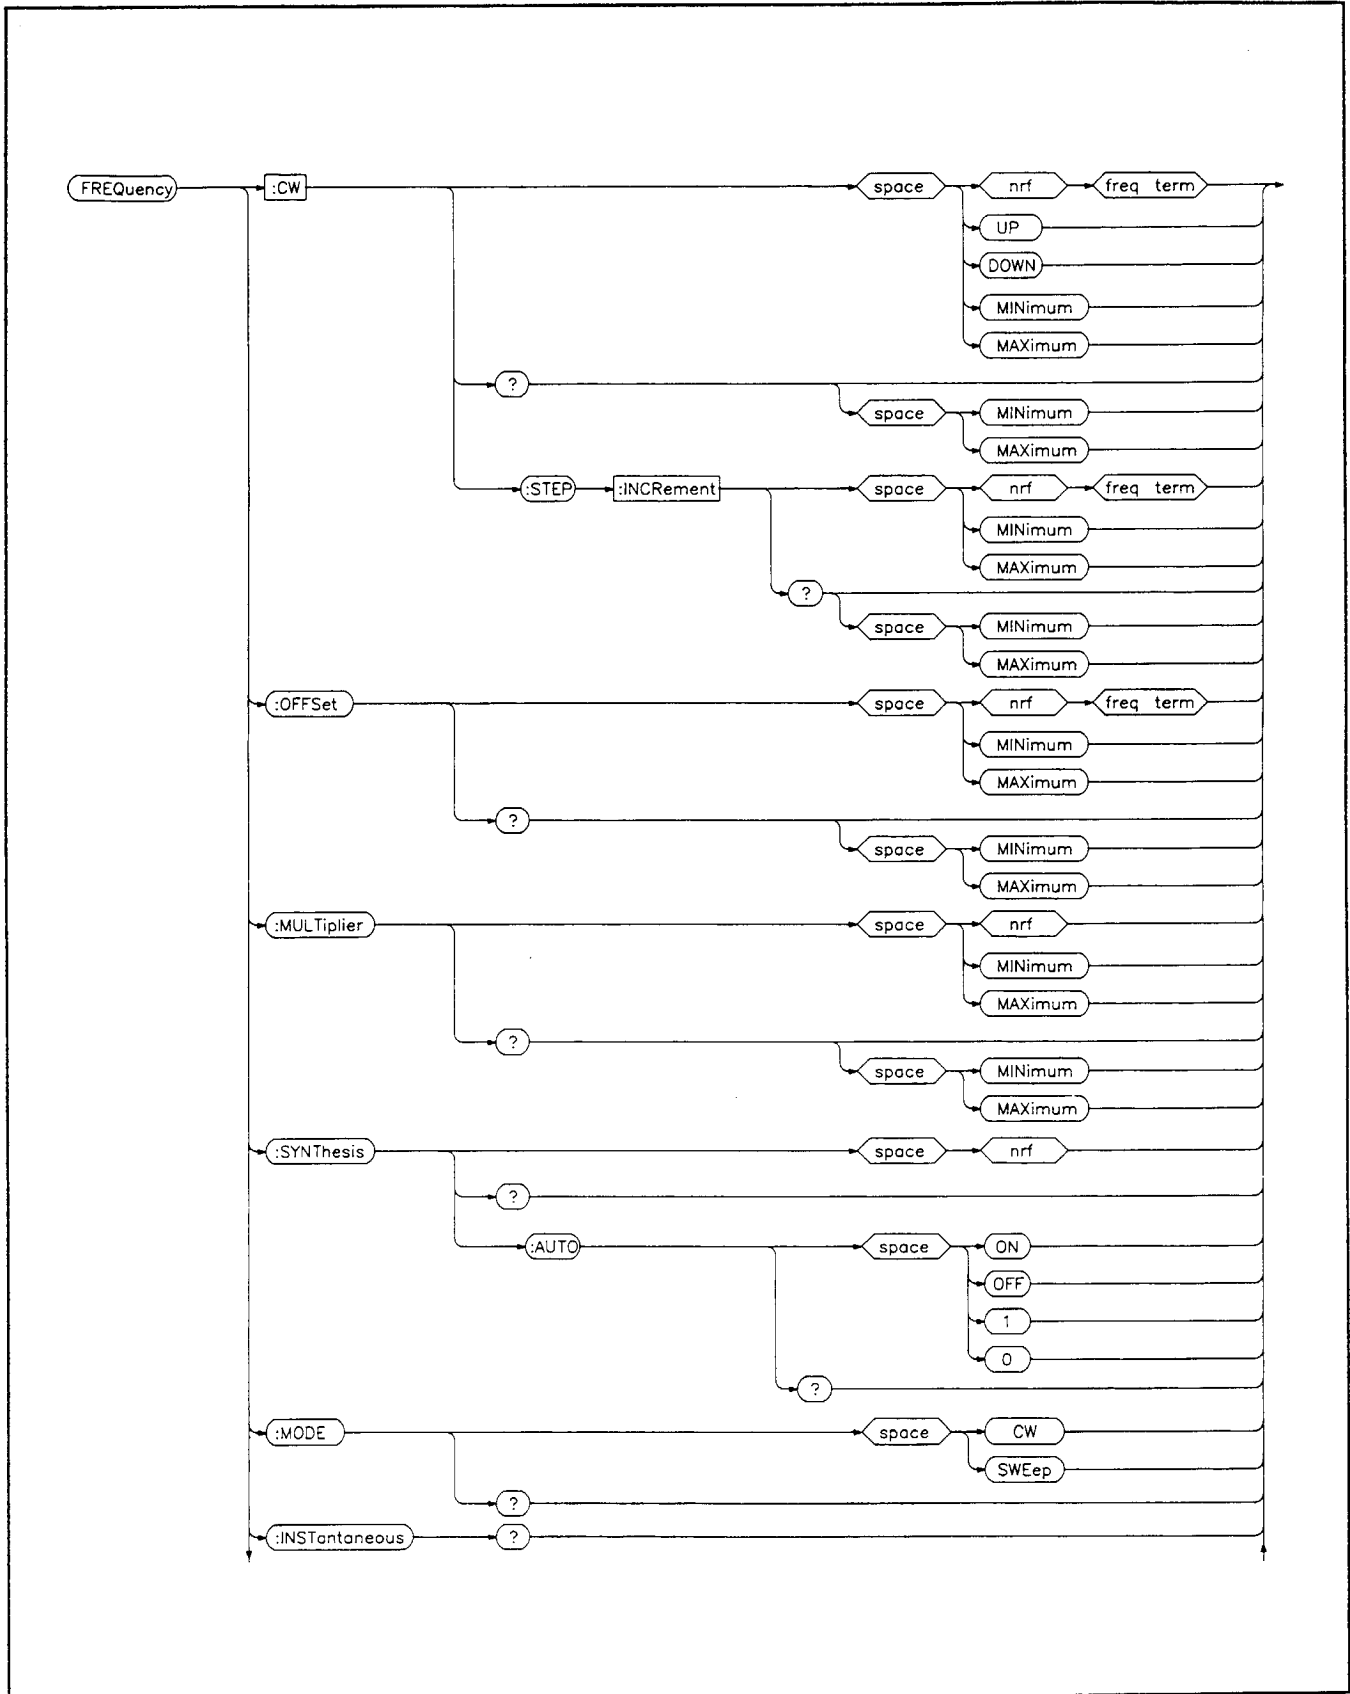 FREQuency :CW space nrf freq term
UP
DOWN
MINimum
MAXimum
?
space MINimum
MAXimum
:STEP :INCRement space nrf freq term
MINimum
MAXimum
?
space MINimum
MAXimum
:OFFSet space nrf freq term
MINimum
MAXimum
?
space MINimum
MAXimum
:MULTiplier space nrf
MINimum
MAXimum
?
space MINimum
MAXimum
:SYNThesis space nrf
?
:AUTO space ON
OFF
1
0
?
:MODE space CW
SWEep
?
:INSTantaneous ?